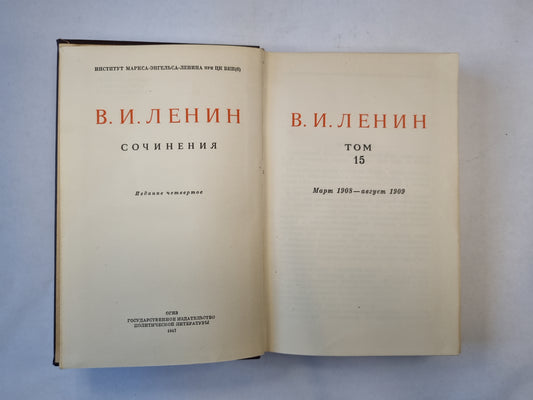 ИНСТИТУТ МАРКСА-ЭНГЕЛЬСА-ЛЕНИНА ПРИ ЦК ВКП(б)
В. И. ЛЕНИН
СОЧИНЕНИЯ
Издание четвертое
ОГИЗ
ГОСУДАРСТВЕННОЕ ИЗДАТЕЛЬСТВО
ПОЛИТИЧЕСКОЙ ЛИТЕРАТУРЫ
1947
В. И. ЛЕНИН
ТОМ
15
Март 1908 — август 1909